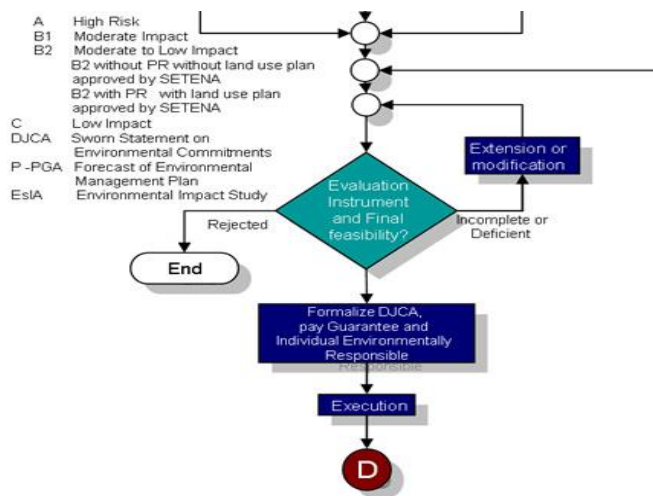 A High Risk
B1 Moderate Impact
B2 Moderate to Low Impact
B2 without PR without land use plan
approved by SETENA
B2 with PR with land use plan
approved by SETENA
C Low Impact
DJCA Sworn Statement on
Environmental Commitments
P -PGA Forecast of Environmental
Management Plan
EsIA Environmental Impact Study
Extension or
modification
Evaluation
Instrument
and Final
feasibility?
Rejected
Incomplete or
Deficient
End
Formalize DJCA,
pay Guarantee and
Individual Environmentally
Responsible
Responsible
Execution
D